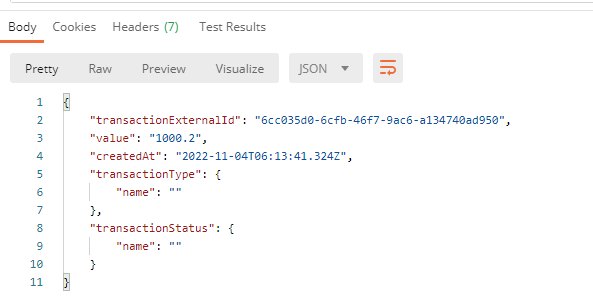 Body Cookies Headers (7) Test Results
Pretty Raw Preview Visualize JSON
1 {
2 "transactionExternalId": "6cc035d0-6cfb-46f7-9ac6-a134740ad950",
3 "value": "1000.2",
4 "createdAt": "2022-11-04T06:13:41.324Z",
5 "transactionType": {
6 "name": ""
7 },
8 "transactionStatus": {
9 "name": ""
10 }
11 }